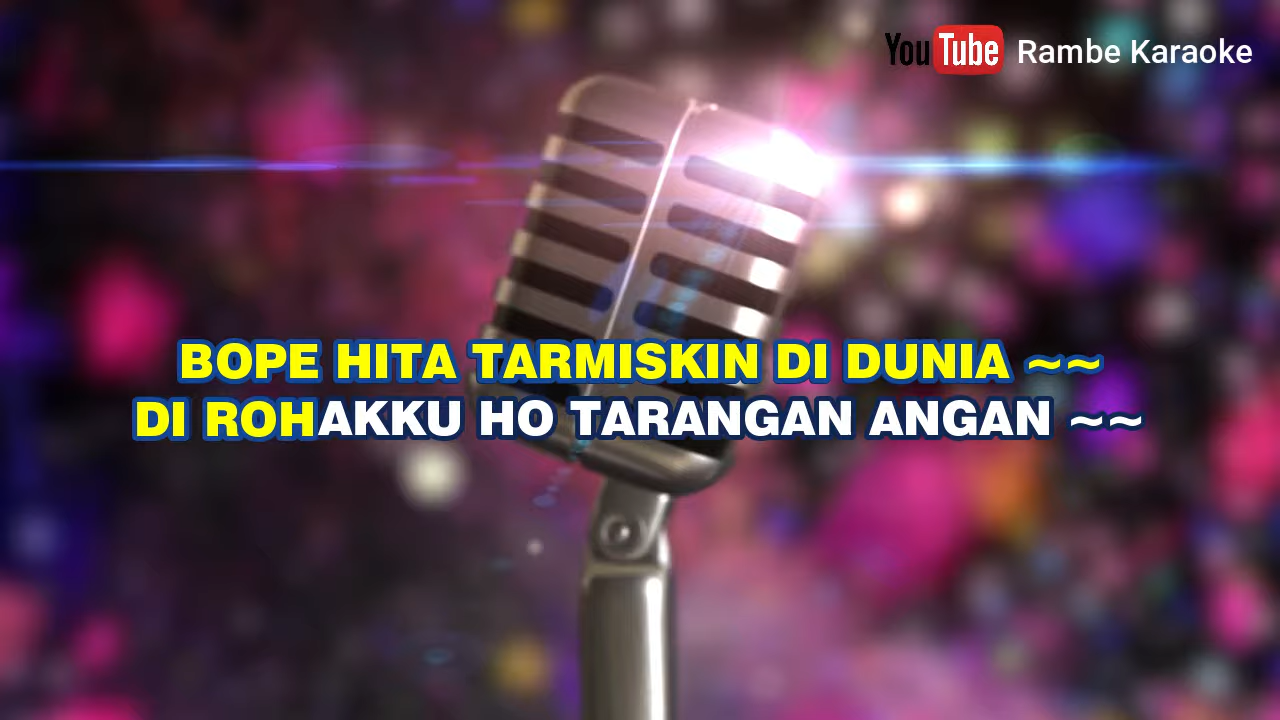 YouTube Rambe Karaoke
BOPE HITA TARMISKIN DI DUNIA ~~
DI ROHAKKU HO TARANGAN ANGAN ~~